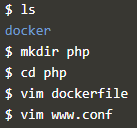 $ ls
docker
$ mkdir php
$ cd php
$ vim dockerfile
$ vim www.conf